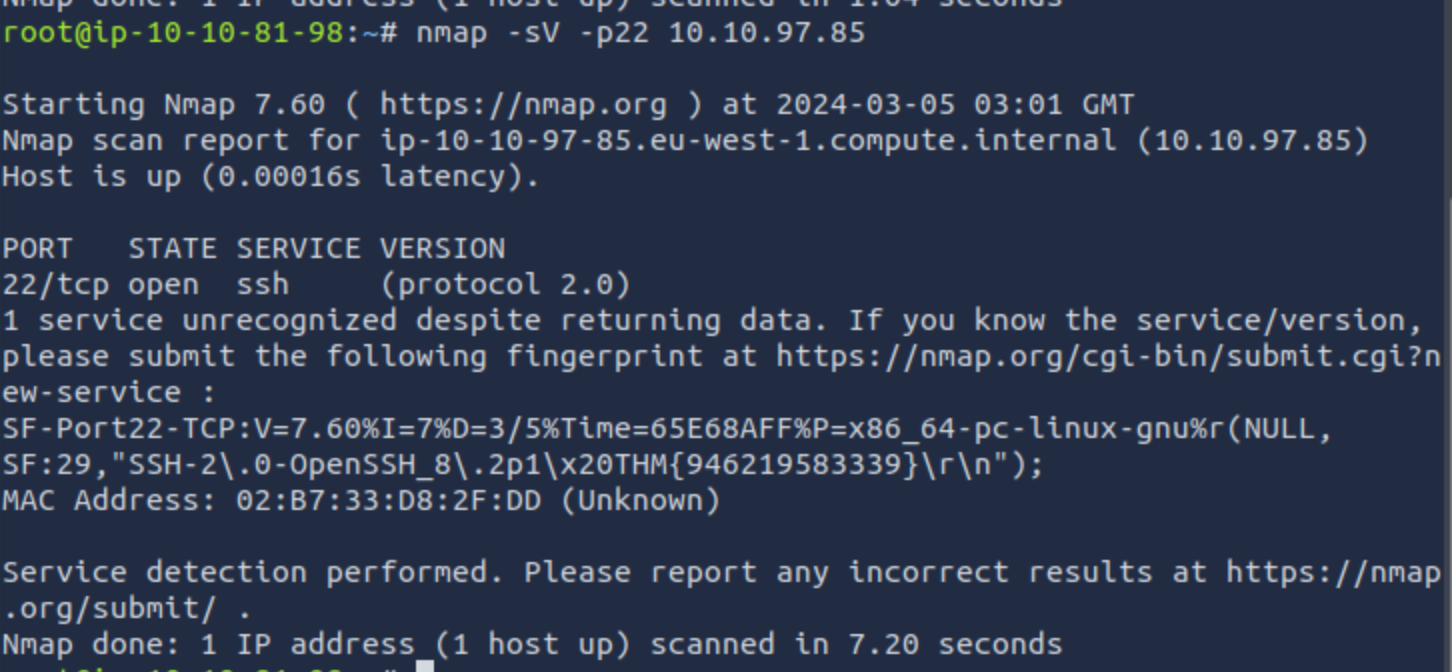 Nmap done: 1 IP address (1 host up) scanned in 1.04 seconds
root@ip-10-10-81-98:~# nmap -sV -p22 10.10.97.85
Starting Nmap 7.60 ( https://nmap.org ) at 2024-03-05 03:01 GMT
Nmap scan report for ip-10-10-97-85.eu-west-1.compute.internal (10.10.97.85)
Host is up (0.00016s latency).
PORT   STATE SERVICE VERSION
22/tcp open  ssh     (protocol 2.0)
1 service unrecognized despite returning data. If you know the service/version,
please submit the following fingerprint at https://nmap.org/cgi-bin/submit.cgi?n
ew-service :
SF-Port22-TCP:V=7.60%I=7%D=3/5%Time=65E68AFF%P=x86_64-pc-linux-gnu%r(NULL,
SF:29,"SSH-2\.0-OpenSSH_8\.2p1\x20THM{946219583339}\r\n");
MAC Address: 02:B7:33:D8:2F:DD (Unknown)
Service detection performed. Please report any incorrect results at https://nmap
.org/submit/ .
Nmap done: 1 IP address (1 host up) scanned in 7.20 seconds